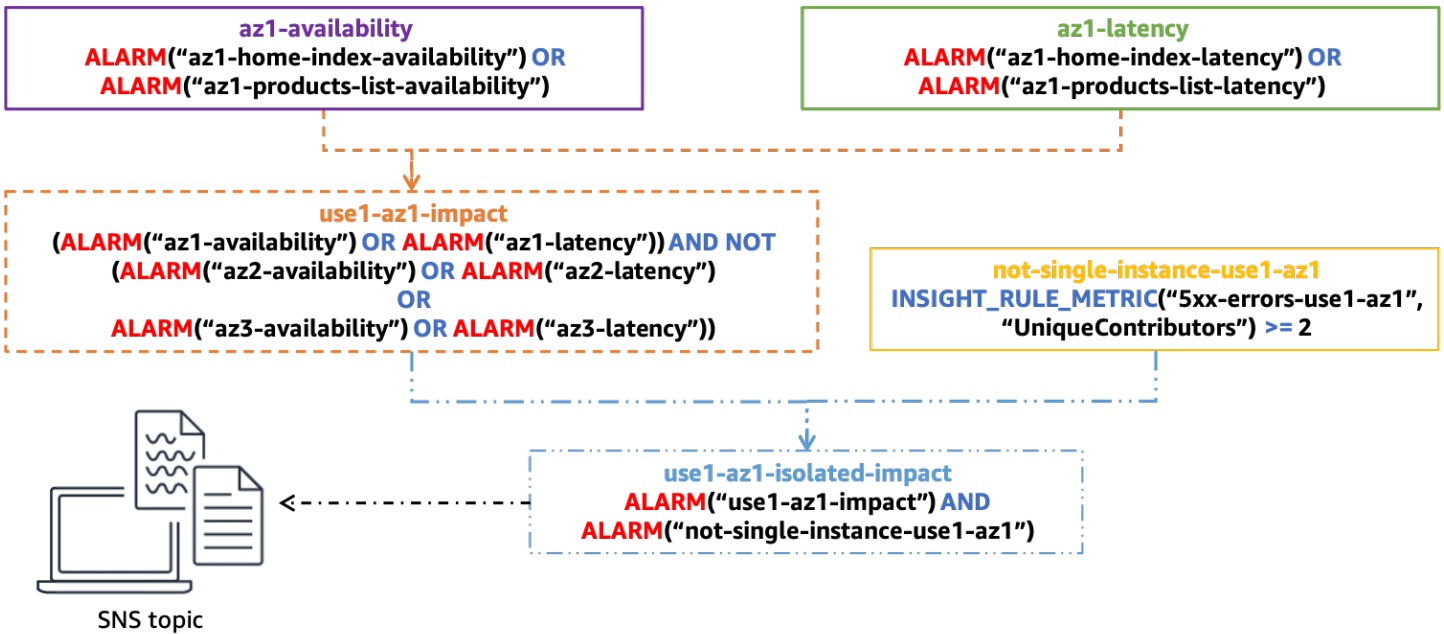 az1-availability
ALARM(“az1-home-index-availability”) OR
ALARM(“az1-products-list-availability”)
az1-latency
ALARM(“az1-home-index-latency”) OR
ALARM(“az1-products-list-latency”)
use1-az1-impact
(ALARM(“az1-availability”) OR ALARM(“az1-latency”)) AND NOT
(ALARM(“az2-availability”) OR ALARM(“az2-latency”)
OR
ALARM(“az3-availability”) OR ALARM(“az3-latency”))
not-single-instance-use1-az1
INSIGHT_RULE_METRIC(“5xx-errors-use1-az1”,
“UniqueContributors”) >= 2
use1-az1-isolated-impact
ALARM(“use1-az1-impact”) AND
ALARM(“not-single-instance-use1-az1”)
SNS topic